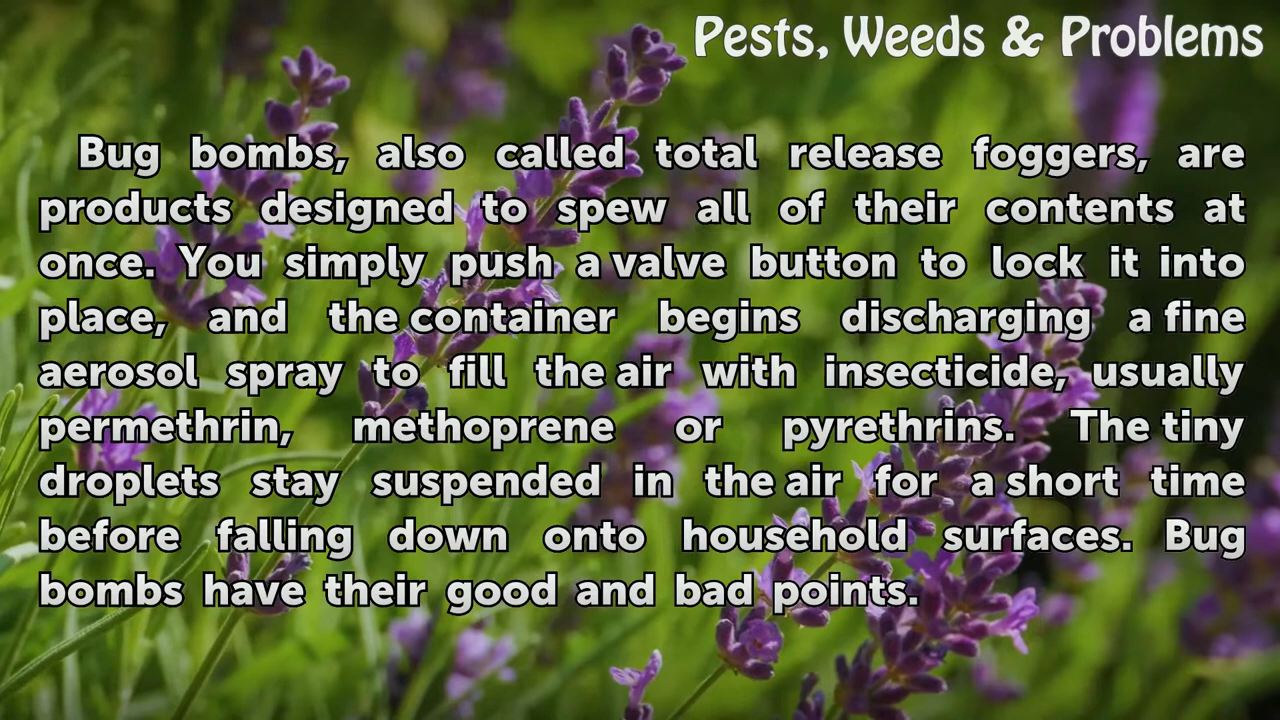 Pests, Weeds & Problems
Bug bombs, also called total release foggers, are
products designed to spew all of their contents at
once. You simply push a valve button to lock it into
place, and the container begins discharging a fine
aerosol spray to fill the air with insecticide, usually
permethrin, methoprene or pyrethrins. The tiny
droplets stay suspended in the air for a short time
before falling down onto household surfaces. Bug
bombs have their good and bad points.